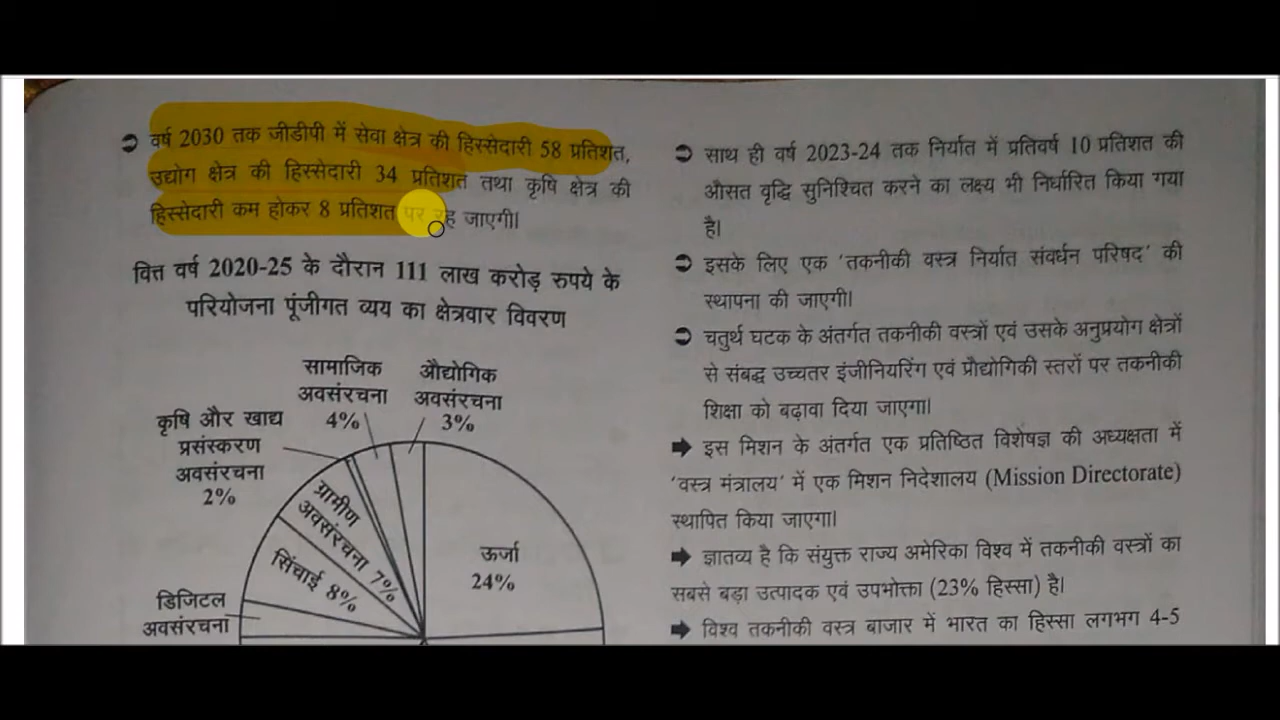 ➲ वर्ष 2030 तक जीडीपी में सेवा क्षेत्र की हिस्सेदारी 58 प्रतिशत,
उद्योग क्षेत्र की हिस्सेदारी 34 प्रतिशत तथा कृषि क्षेत्र की
हिस्सेदारी कम होकर 8 प्रतिशत पर रह जाएगी।
वित्त वर्ष 2020-25 के दौरान 111 लाख करोड़ रुपये के
परियोजना पूंजीगत व्यय का क्षेत्रवार विवरण
सामाजिक
अवसंरचना
4%
औद्योगिक
अवसंरचना
3%
कृषि और खाद्य
प्रसंस्करण
अवसंरचना
2%
ग्रामीण
अवसंरचना 7%
सिंचाई 8%
ऊर्जा
24%
डिजिटल
अवसंरचना
➲ साथ ही वर्ष 2023-24 तक निर्यात में प्रतिवर्ष 10 प्रतिशत की
औसत वृद्धि सुनिश्चित करने का लक्ष्य भी निर्धारित किया गया
है।
➲ इसके लिए एक 'तकनीकी वस्त्र निर्यात संवर्धन परिषद' की
स्थापना की जाएगी।
➲ चतुर्थ घटक के अंतर्गत तकनीकी वस्त्रों एवं उसके अनुप्रयोग क्षेत्रों
से संबद्ध उच्चतर इंजीनियरिंग एवं प्रौद्योगिकी स्तरों पर तकनीकी
शिक्षा को बढ़ावा दिया जाएगा।
➡ इस मिशन के अंतर्गत एक प्रतिष्ठित विशेषज्ञ की अध्यक्षता में
'वस्त्र मंत्रालय' में एक मिशन निदेशालय (Mission Directorate)
स्थापित किया जाएगा।
➡ ज्ञातव्य है कि संयुक्त राज्य अमेरिका विश्व में तकनीकी वस्त्रों का
सबसे बड़ा उत्पादक एवं उपभोक्ता (23% हिस्सा) है।
➡ विश्व तकनीकी वस्त्र बाजार में भारत का हिस्सा लगभग 4-5